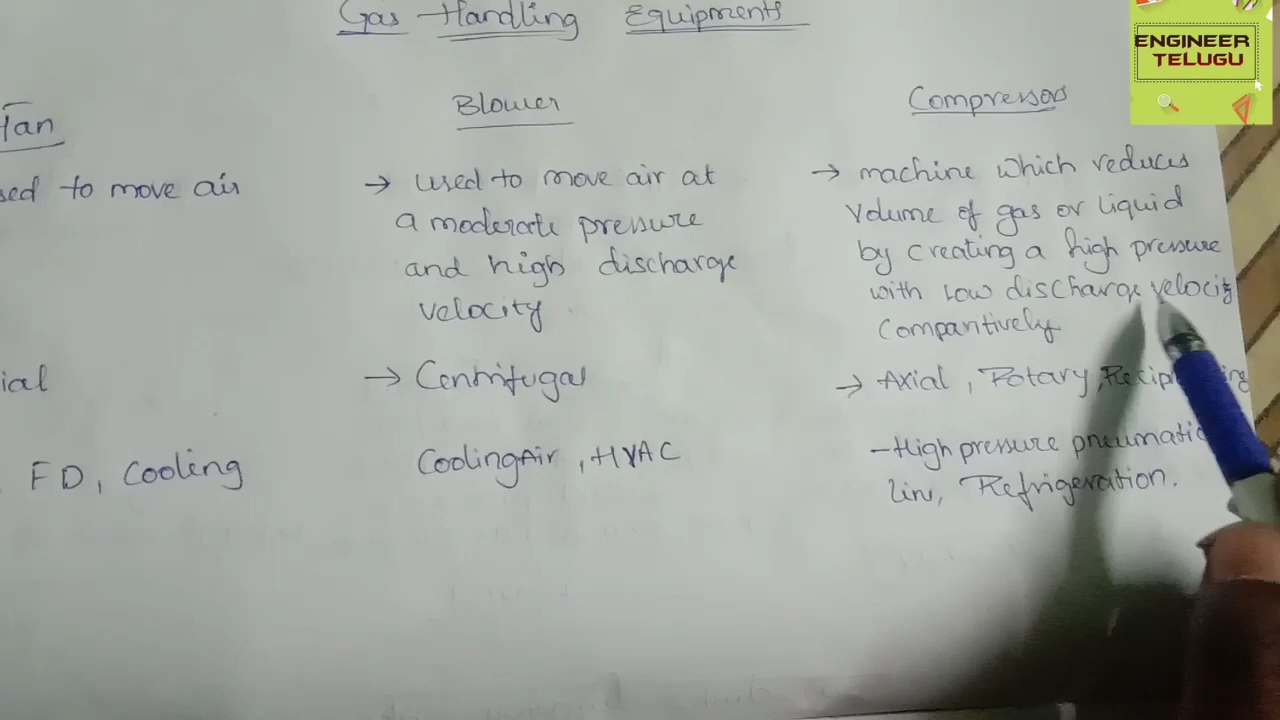 Gas Handling Equipments
ENGINEER
TELUGU
Fan
sed to move air
ial
FD, Cooling
Blower
→ used to move air at
a moderate pressure
and high discharge
velocity
→ Centrifugal
Cooling Air, HVAC
Compressors
→ machine which reduces
volume of gas or liquid
by creating a high pressure
with low discharge velocity
comparitively
→ Axial, Rotary,
- High pressure pneumatic
line, Refrigeration.